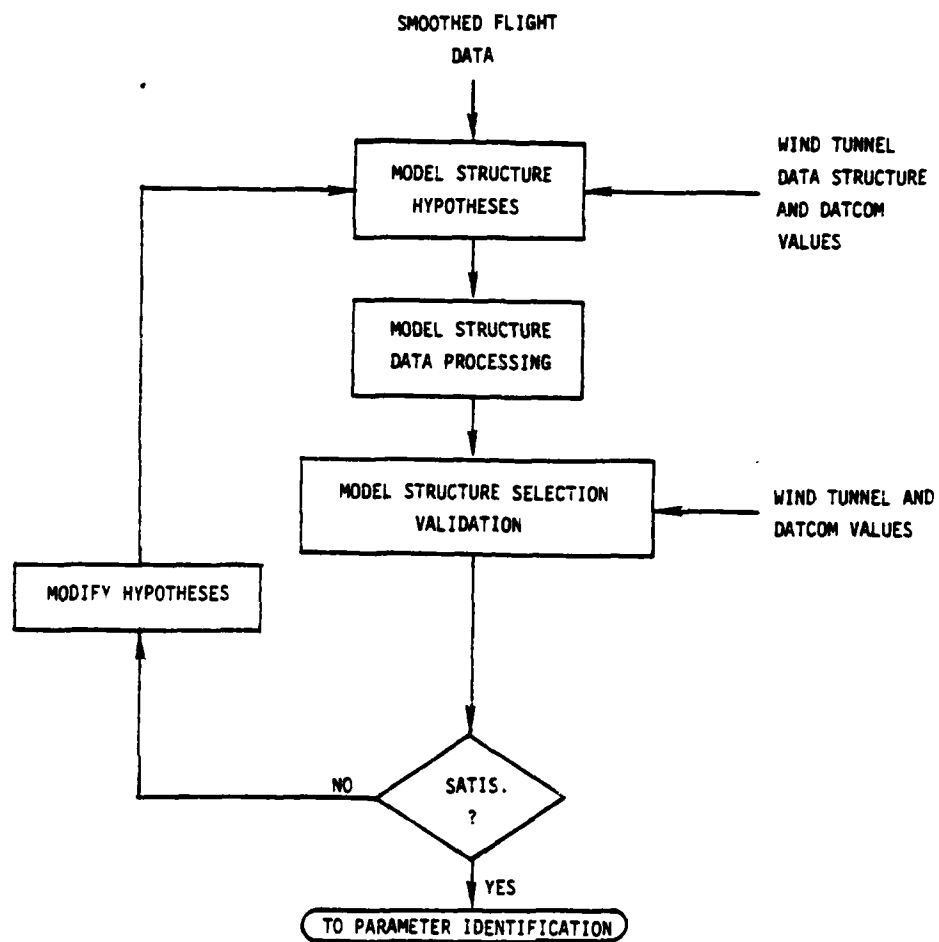 SMOOTHED FLIGHT
DATA
MODEL STRUCTURE
HYPOTHESES
WIND TUNNEL
DATA STRUCTURE
AND DATCOM
VALUES
MODEL STRUCTURE
DATA PROCESSING
MODEL STRUCTURE SELECTION
VALIDATION
WIND TUNNEL AND
DATCOM VALUES
MODIFY HYPOTHESES
NO
SATIS.
?
YES
TO PARAMETER IDENTIFICATION